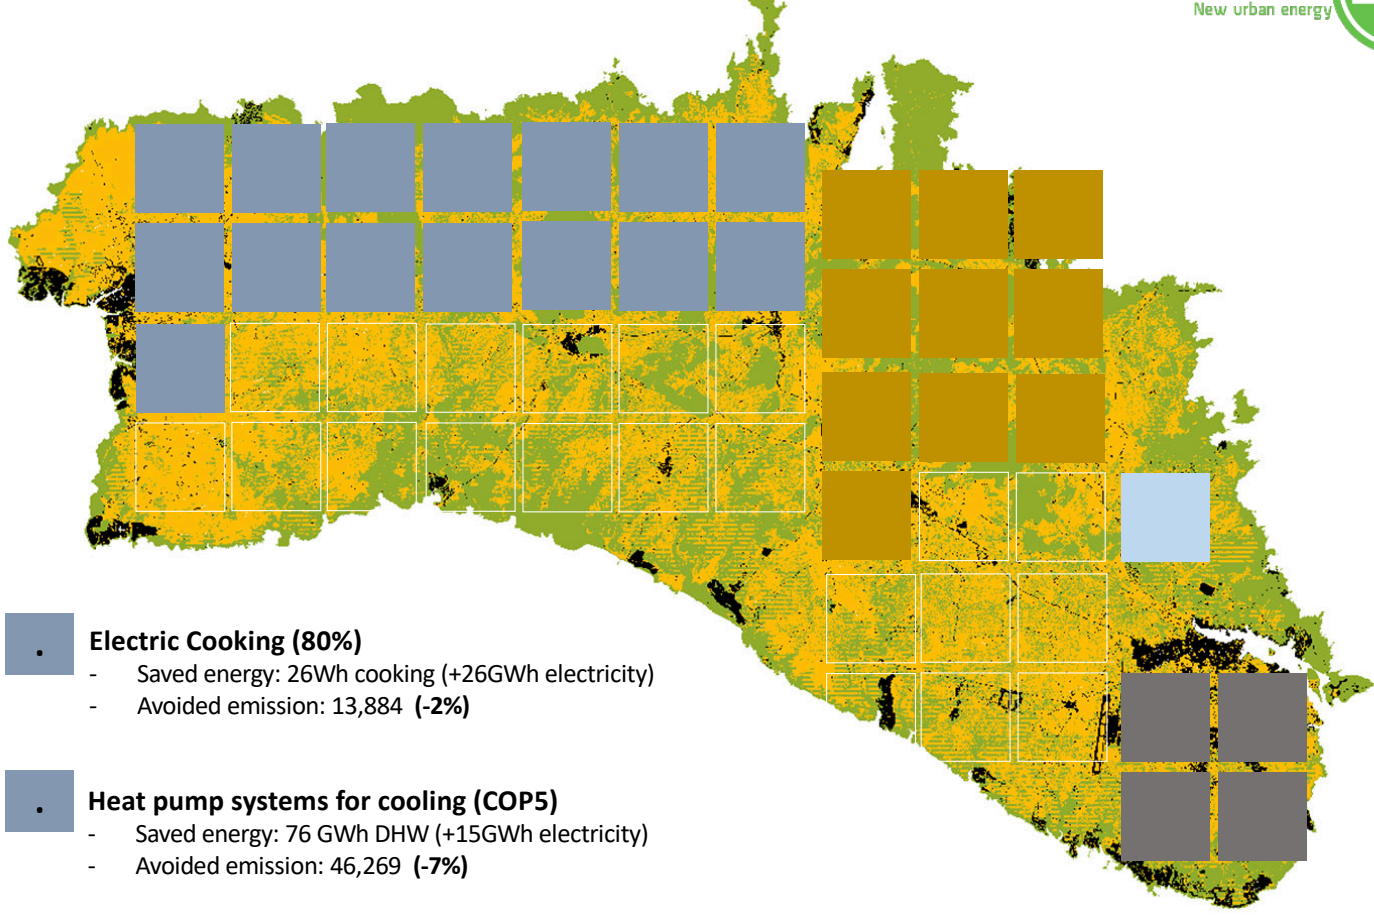 New urban energy
.
Electric Cooking (80%)
- Saved energy: 26Wh cooking (+26GWh electricity)
- Avoided emission: 13,884 (-2%)
.
Heat pump systems for cooling (COP5)
- Saved energy: 76 GWh DHW (+15GWh electricity)
- Avoided emission: 46,269 (-7%)